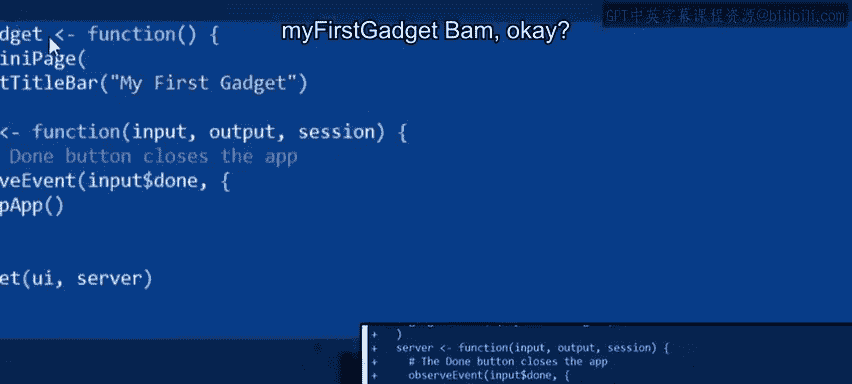 GPT中英字幕课程资源@bilibili.com
myFirstGadget Bam, okay?
dget <- function() {
iniPage(
tTitleBar("My First Gadget")
<- function(input, output, session) {
Done button closes the app
veEvent(input$done, {
pApp()
et(ui, server)
+ )
+ server <- function(input, output, session) {
+ # The Done button closes the app
+ observeEvent(input$done, {